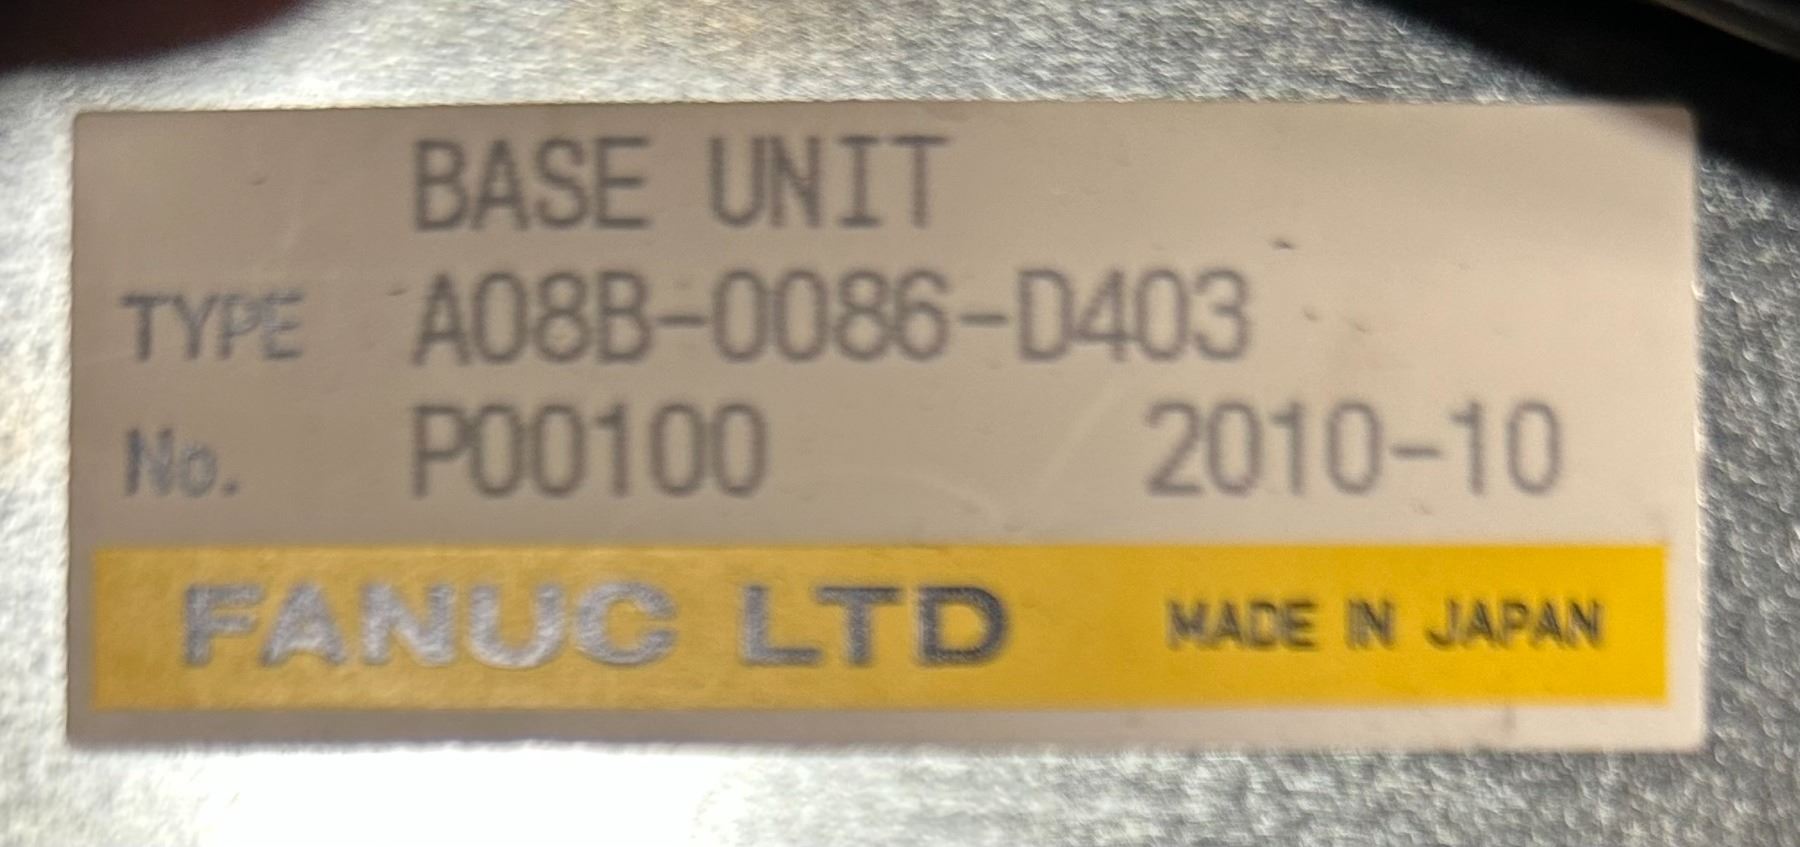 BASE UNIT
TYPE A08B-0086-D403
No. P00100 2010-10
FANUC LTD MADE IN JAPAN